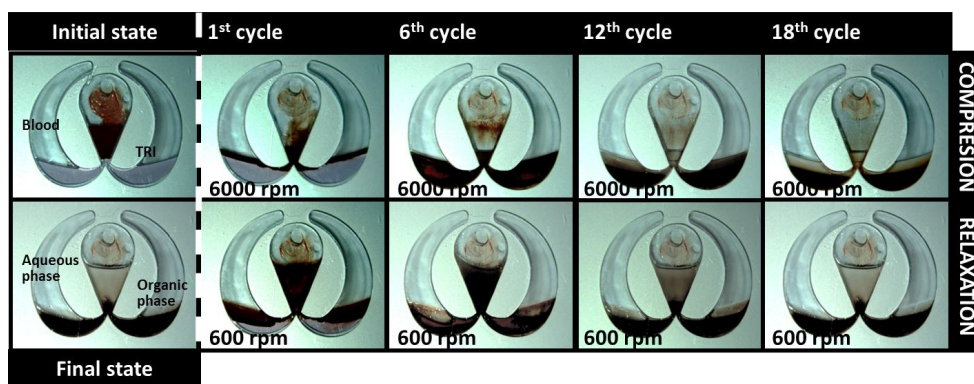 Initial state
1st cycle
6th cycle
12th cycle
18th cycle
Blood
TRI
6000 rpm
6000 rpm
6000 rpm
6000 rpm
COMPRESION
Aqueous
phase
Organic
phase
600 rpm
600 rpm
600 rpm
600 rpm
RELAXATION
Final state